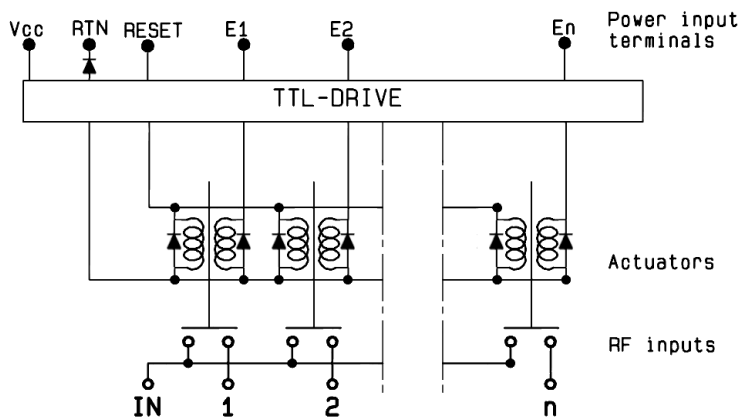 Vcc RTN RESET E1 E2 En
Power input
terminals
TTL-DRIVE
Actuators
RF inputs
IN 1 2 n